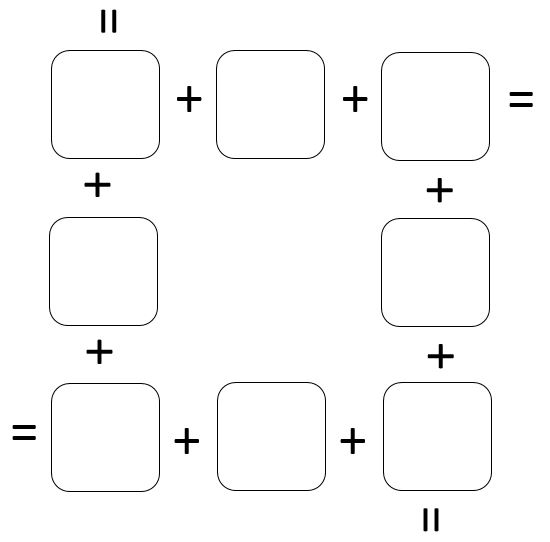 =
+ + =
+ +
+ +
= + +
=